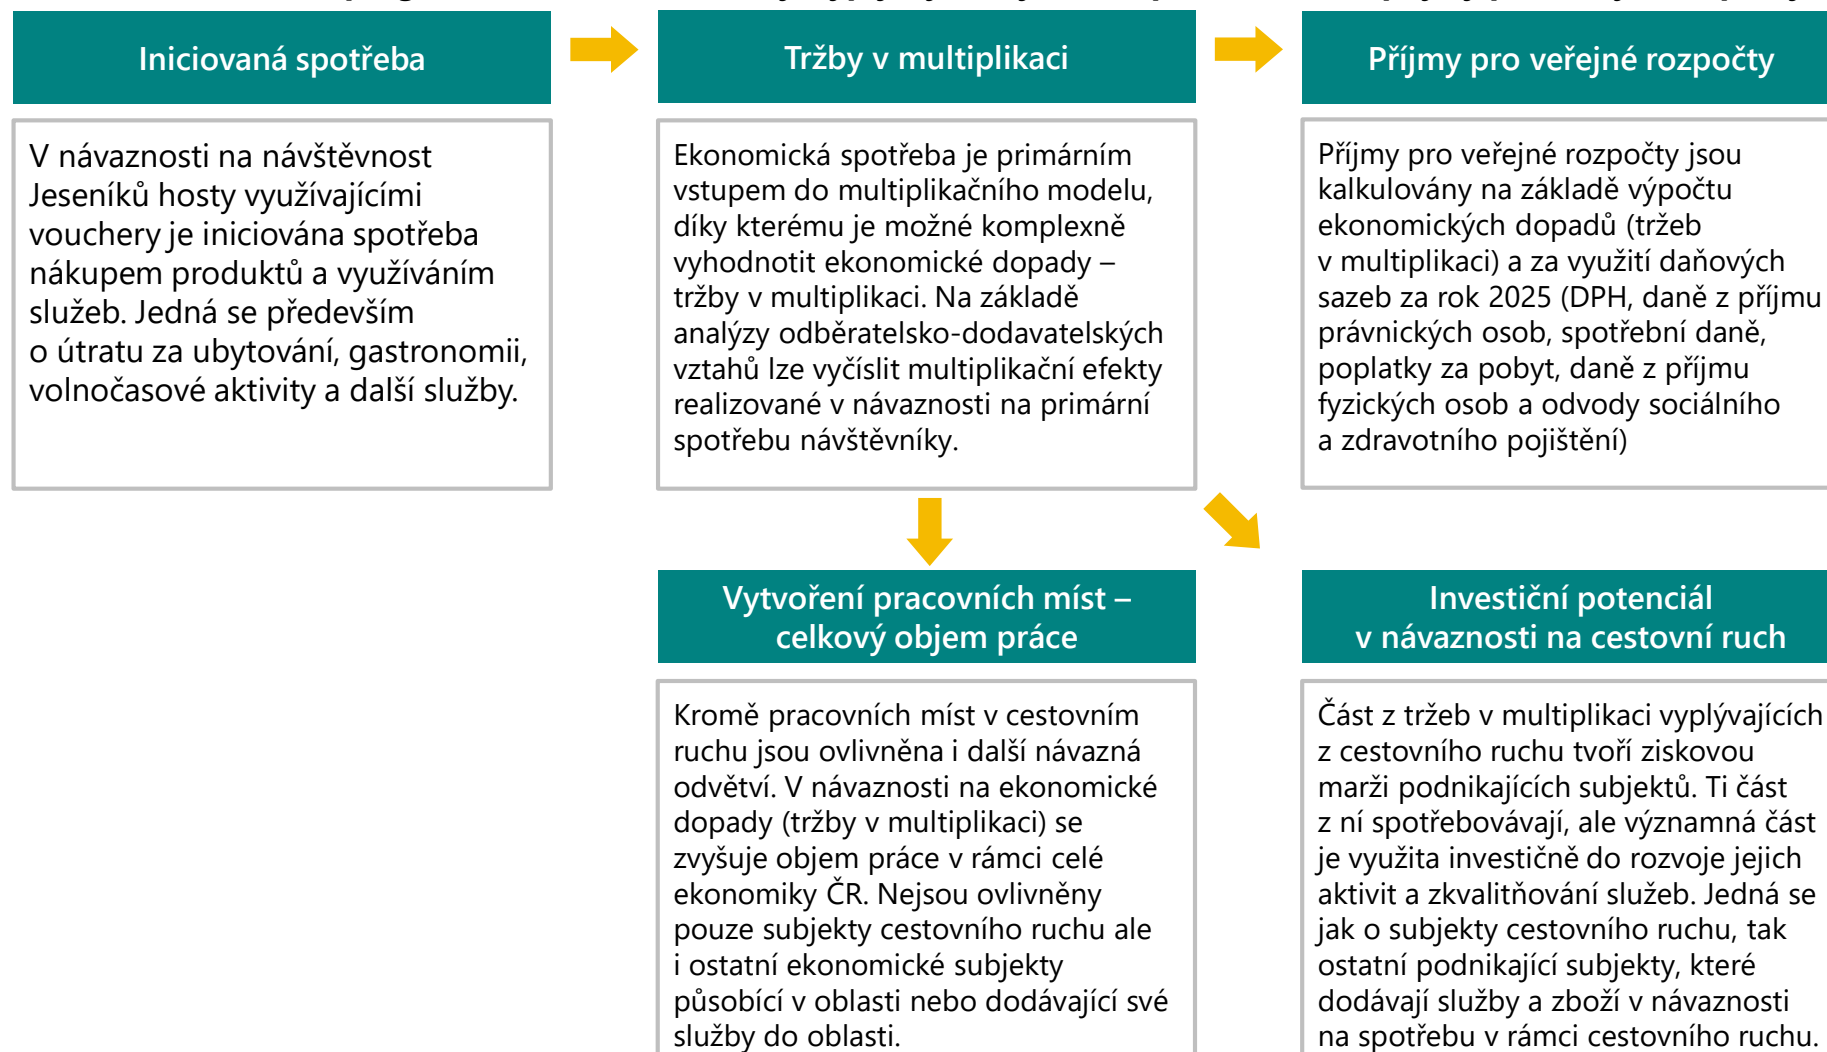 Iniciovaná spotřeba
V návaznosti na návštěvnost
Jeseníků hosty využívajícími
vouchery je iniciována spotřeba
nákupem produktů a využíváním
služeb. Jedná se především
o útratu za ubytování, gastronomii,
volnočasové aktivity a další služby.
Tržby v multiplikaci
Ekonomická spotřeba je primárním
vstupem do multiplikačního modelu,
díky kterému je možné komplexně
vyhodnotit ekonomické dopady –
tržby v multiplikaci. Na základě
analýzy odběratelsko-dodavatelských
vztahů lze vyčíslit multiplikační efekty
realizované v návaznosti na primární
spotřebu návštěvníky.
Příjmy pro veřejné rozpočty
Příjmy pro veřejné rozpočty jsou
kalkulovány na základě výpočtu
ekonomických dopadů (tržeb
v multiplikaci) a za využití daňových
sazeb za rok 2025 (DPH, daně z příjmu
právnických osob, spotřební daně,
poplatky za pobyt, daně z příjmu
fyzických osob a odvody sociálního
a zdravotního pojištění)
Vytvoření pracovních míst –
celkový objem práce
Kromě pracovních míst v cestovním
ruchu jsou ovlivněna i další návazná
odvětví. V návaznosti na ekonomické
dopady (tržby v multiplikaci) se
zvyšuje objem práce v rámci celé
ekonomiky ČR. Nejsou ovlivněny
pouze subjekty cestovního ruchu ale
i ostatní ekonomické subjekty
působící v oblasti nebo dodávající své
služby do oblasti.
Investiční potenciál
v návaznosti na cestovní ruch
Část z tržeb v multiplikaci vyplývajících
z cestovního ruchu tvoří ziskovou
marži podnikajících subjektů. Ti část
z ní spotřebovávají, ale významná část
je využita investičně do rozvoje jejich
aktivit a zkvalitňování služeb. Jedná se
jak o subjekty cestovního ruchu, tak
ostatní podnikající subjekty, které
dodávají služby a zboží v návaznosti
na spotřebu v rámci cestovního ruchu.